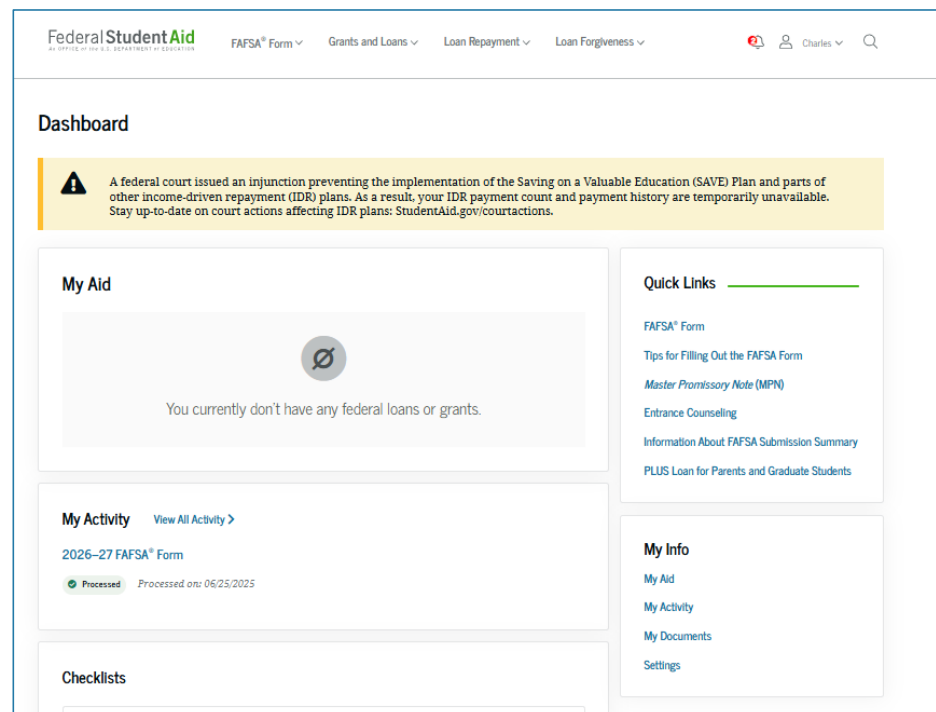 Federal Student Aid
An OFFICE of the U.S. DEPARTMENT of EDUCATION
FAFSA® Form
Grants and Loans
Loan Repayment
Loan Forgiveness
2
Charles
Dashboard
A federal court issued an injunction preventing the implementation of the Saving on a Valuable Education (SAVE) Plan and parts of
other income-driven repayment (IDR) plans. As a result, your IDR payment count and payment history are temporarily unavailable.
Stay up-to-date on court actions affecting IDR plans: StudentAid.gov/courtactions.
My Aid
You currently don't have any federal loans or grants.
My Activity
View All Activity
2026–27 FAFSA® Form
Processed
Processed on: 06/25/2025
Checklists
Quick Links
FAFSA® Form
Tips for Filling Out the FAFSA Form
Master Promissory Note (MPN)
Entrance Counseling
Information About FAFSA Submission Summary
PLUS Loan for Parents and Graduate Students
My Info
My Aid
My Activity
My Documents
Settings